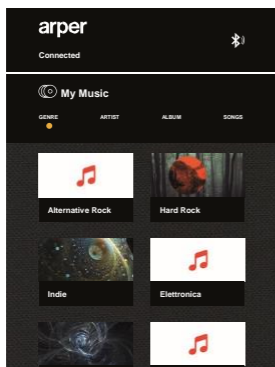 arper
Connected
My Music
GENRE ARTIST ALBUM SONGS
Alternative Rock Hard Rock
Indie Elettronica